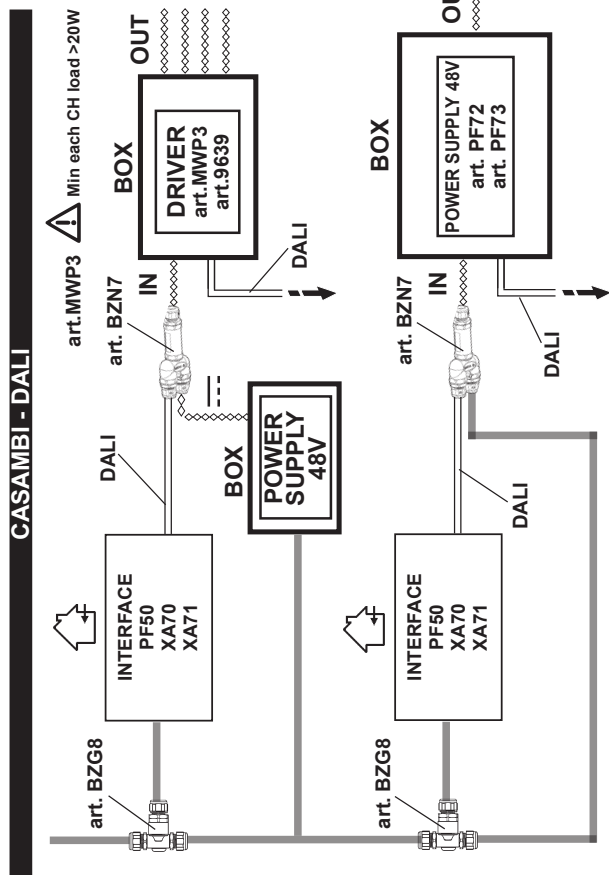 CASAMBI - DALI
art.MWP3
Min each CH load >20W
art. BZG8
INTERFACE
PF50
XA70
XA71
DALI
art. BZN7
IN
BOX
DRIVER
art.MWP3
art.9639
OUT
DALI
BOX
POWER
SUPPLY
48V
art. BZG8
INTERFACE
PF50
XA70
XA71
DALI
art. BZN7
IN
BOX
POWER SUPPLY 48V
art. PF72
art. PF73
DALI